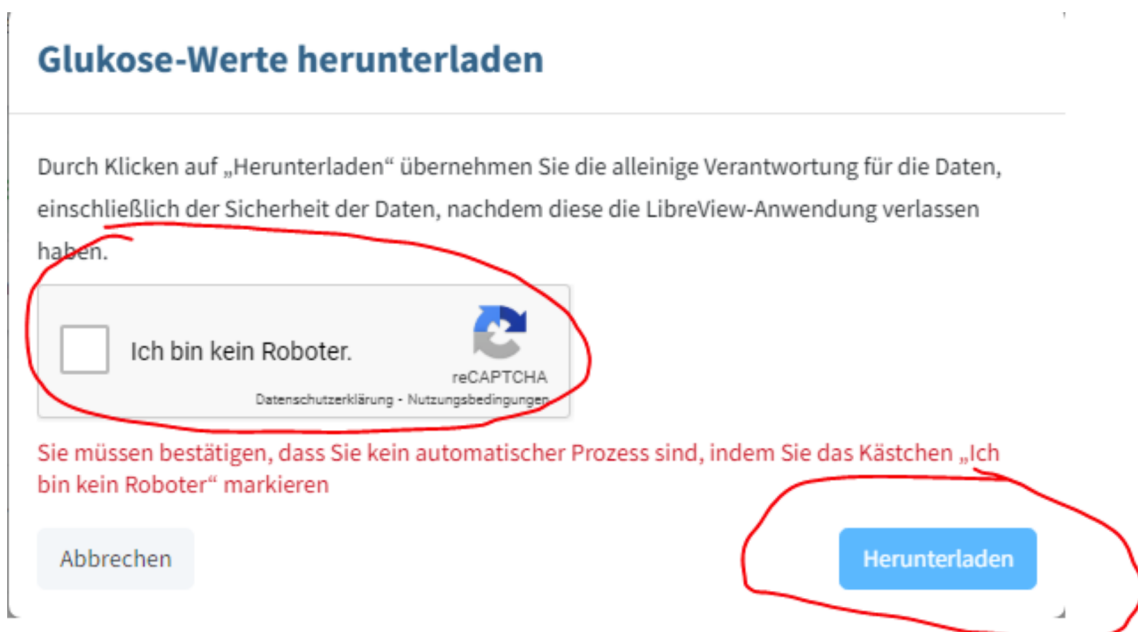 Glukose-Werte herunterladen
Durch Klicken auf „Herunterladen“ übernehmen Sie die alleinige Verantwortung für die Daten,
einschließlich der Sicherheit der Daten, nachdem diese die LibreView-Anwendung verlassen
haben.
Ich bin kein Roboter.
reCAPTCHA
Datenschutzerklärung - Nutzungsbedingungen
Sie müssen bestätigen, dass Sie kein automatischer Prozess sind, indem Sie das Kästchen „Ich
bin kein Roboter“ markieren
Abbrechen
Herunterladen